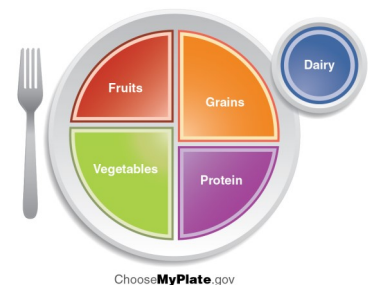 Fruits
Grains
Dairy
Vegetables
Protein
ChooseMyPlate.gov